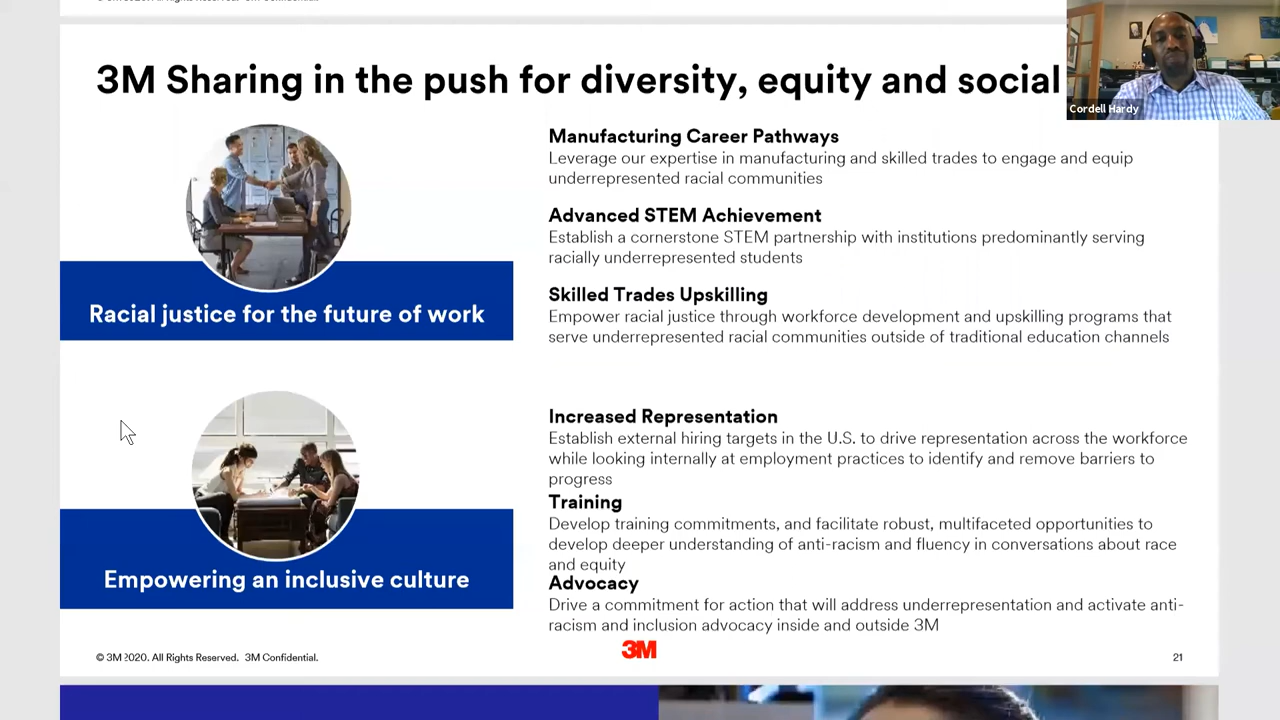 3M Sharing in the push for diversity, equity and social
Cordell Hardy
Manufacturing Career Pathways
Leverage our expertise in manufacturing and skilled trades to engage and equip
underrepresented racial communities
Advanced STEM Achievement
Establish a cornerstone STEM partnership with institutions predominantly serving
racially underrepresented students
Skilled Trades Upskilling
Empower racial justice through workforce development and upskilling programs that
serve underrepresented racial communities outside of traditional education channels
Racial justice for the future of work
Increased Representation
Establish external hiring targets in the U.S. to drive representation across the workforce
while looking internally at employment practices to identify and remove barriers to
progress
Training
Develop training commitments, and facilitate robust, multifaceted opportunities to
develop deeper understanding of anti-racism and fluency in conversations about race
and equity
Advocacy
Drive a commitment for action that will address underrepresentation and activate anti-
racism and inclusion advocacy inside and outside 3M
Empowering an inclusive culture
© 3M 2020. All Rights Reserved. 3M Confidential.
3M
21